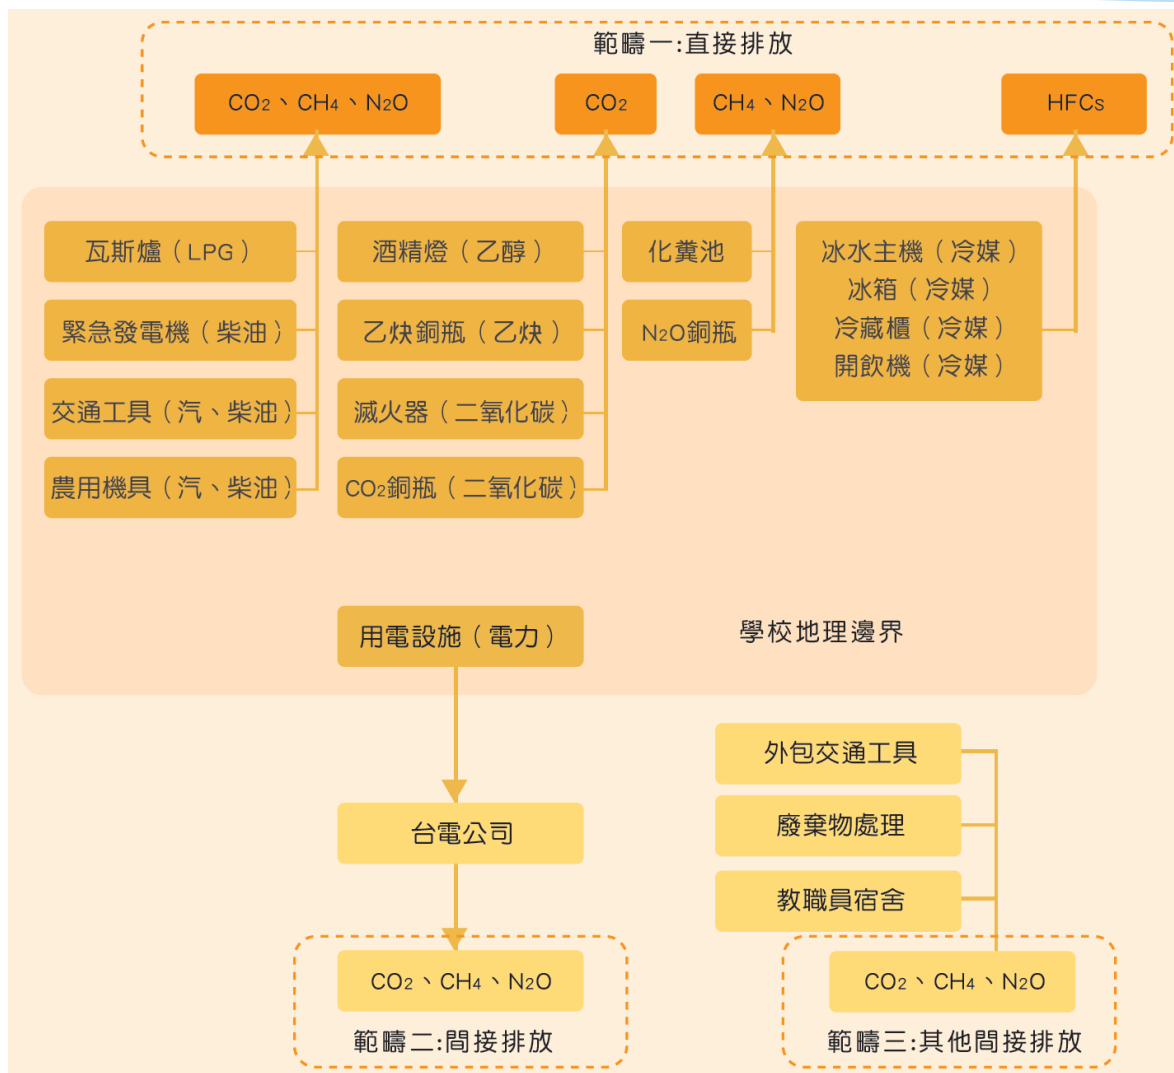 範疇一:直接排放
CO2、CH4、N2O
CO2
CH4、N2O
HFCs
瓦斯爐(LPG)
緊急發電機(柴油)
交通工具(汽、柴油)
農用機具(汽、柴油)
酒精燈(乙醇)
乙炔銅瓶(乙炔)
滅火器(二氧化碳)
CO2銅瓶(二氧化碳)
化糞池
N2O銅瓶
冰水主機(冷媒)
冰箱(冷媒)
冷藏櫃(冷媒)
開飲機(冷媒)
用電設施(電力)
學校地理邊界
台電公司
CO2、CH4、N2O
範疇二:間接排放
外包交通工具
廢棄物處理
教職員宿舍
CO2、CH4、N2O
範疇三:其他間接排放